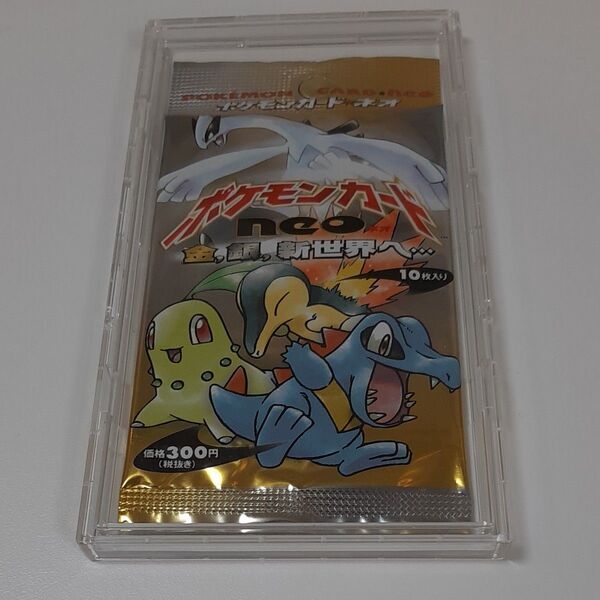 POKÉMON CARD★neo
ポケモンカード★ネオ
ポケモンカード
neo ネオ
金、銀、新世界へ・・・
10枚入り
価格300円
(税抜き)